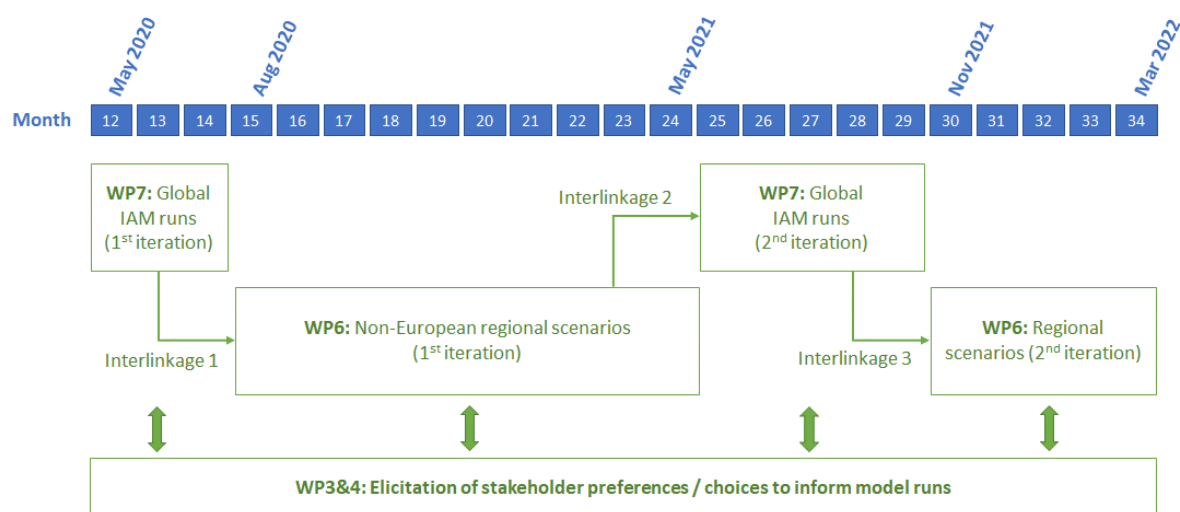 May 2020
Aug 2020
May 2021
Nov 2021
Mar 2022
Month 12 13 14 15 16 17 18 19 20 21 22 23 24 25 26 27 28 29 30 31 32 33 34
WP7: Global
IAM runs
(1st iteration)
Interlinkage 2
WP7: Global
IAM runs
(2nd iteration)
Interlinkage 1
WP6: Non-European regional scenarios
(1st iteration)
Interlinkage 3
WP6: Regional
scenarios (2nd iteration)
WP3&4: Elicitation of stakeholder preferences / choices to inform model runs